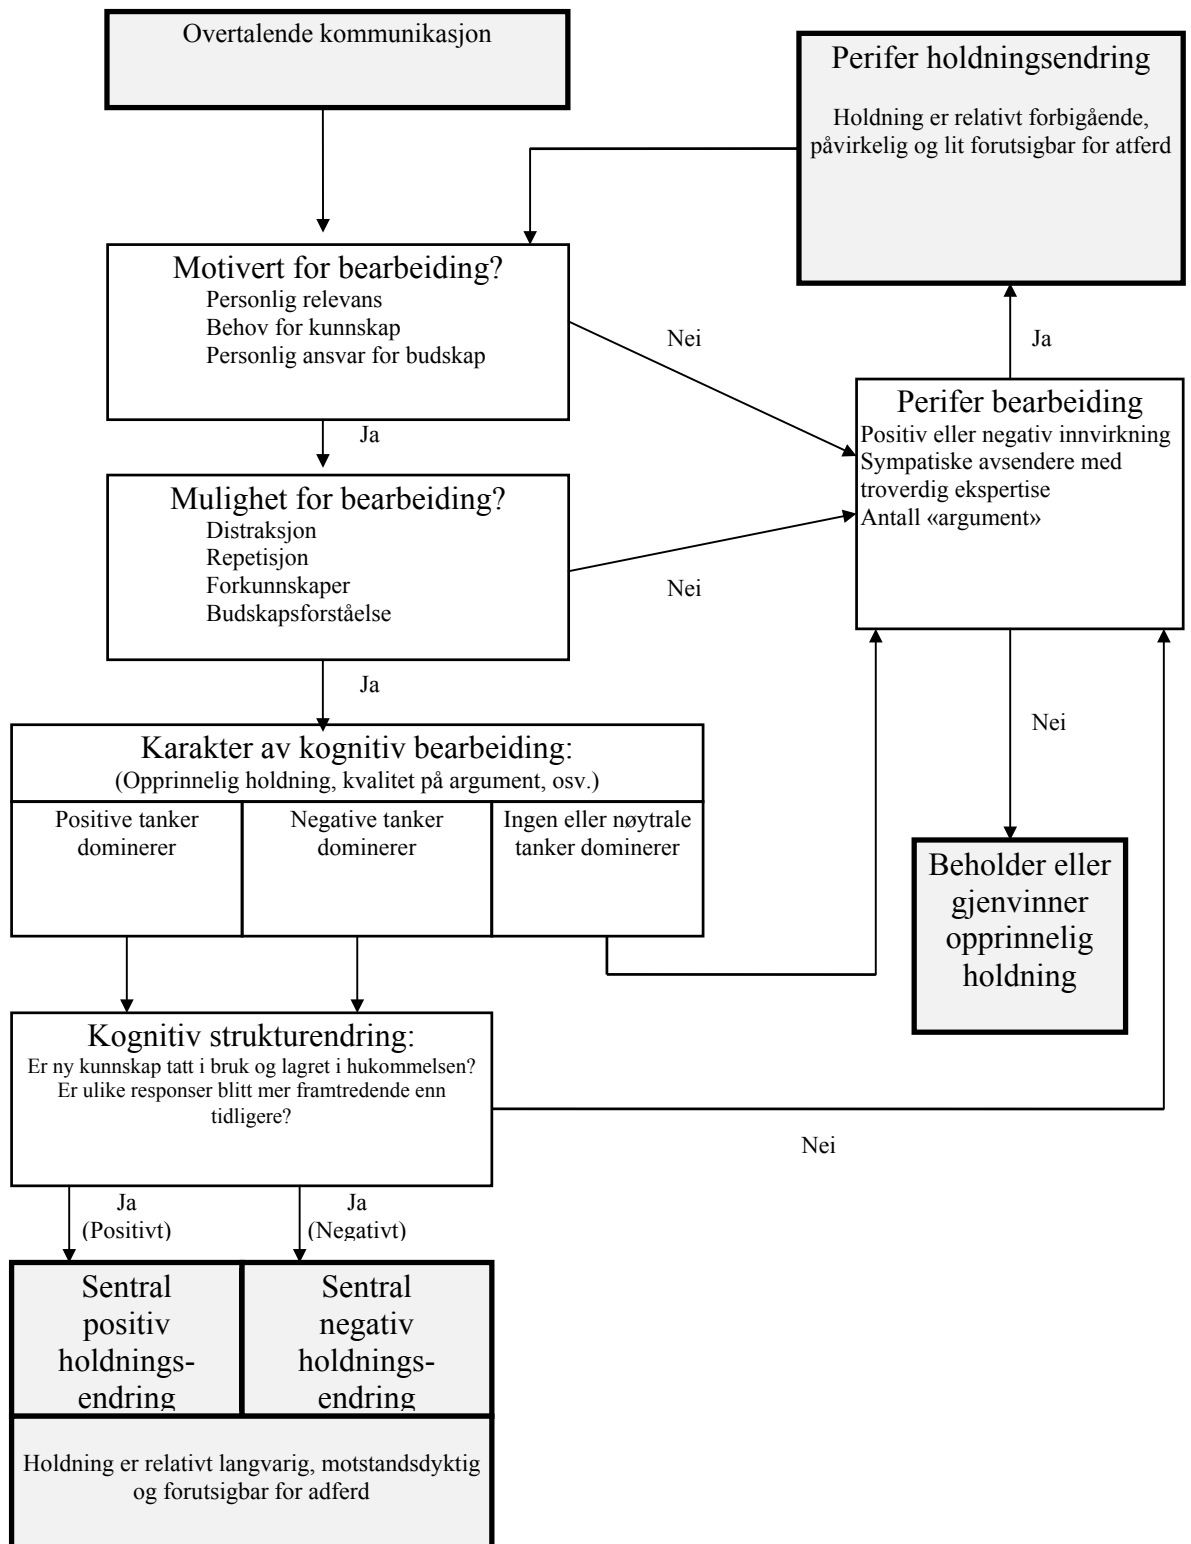 Overtalende kommunikasjon
Perifer holdningsendring
Holdning er relativt forbigående,
påvirkelig og lit forutsigbar for atferd
Motivert for bearbeiding?
Personlig relevans
Behov for kunnskap
Personlig ansvar for budskap
Nei
Ja
Ja
Perifer bearbeiding
Positiv eller negativ innvirkning
Sympatiske avsendere med
troverdig ekspertise
Antall «argument»
Mulighet for bearbeiding?
Distraksjon
Repetisjon
Forkunnskaper
Budskapsforståelse
Nei
Ja
Nei
Karakter av kognitiv bearbeiding:
(Opprinnelig holdning, kvalitet på argument, osv.)
Positive tanker
dominerer
Negative tanker
dominerer
Ingen eller nøytrale
tanker dominerer
Beholder eller
gjenvinner
opprinnelig
holdning
Kognitiv strukturendring:
Er ny kunnskap tatt i bruk og lagret i hukommelsen?
Er ulike responser blitt mer framtredende enn
tidligere?
Nei
Ja
(Positivt)
Ja
(Negativt)
Sentral
positiv
holdnings-
endring
Sentral
negativ
holdnings-
endring
Holdning er relativt langvarig, motstandsdyktig
og forutsigbar for adferd